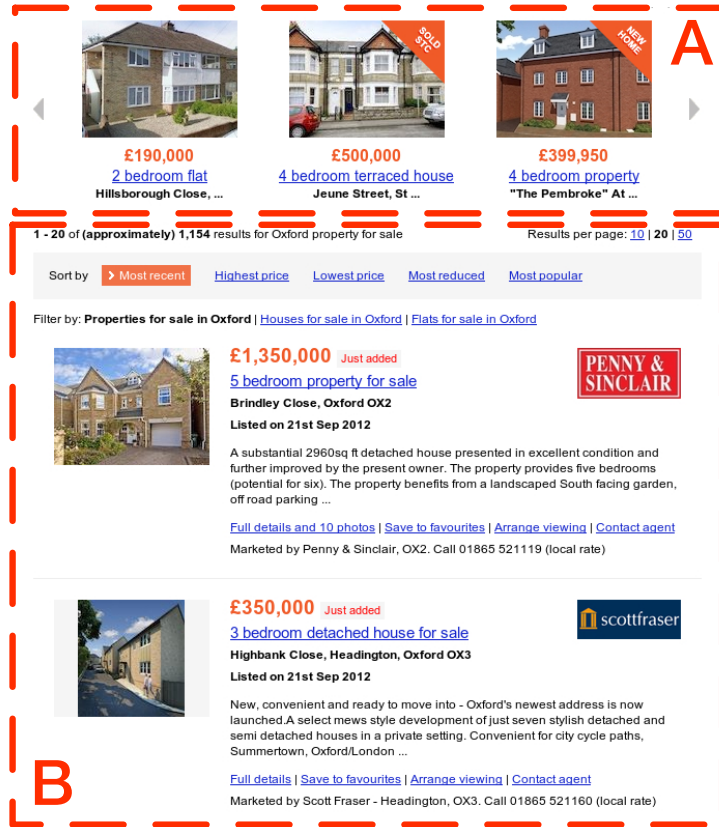 A
SOLD STC
NEW HOME
£190,000
£500,000
£399,950
2 bedroom flat
4 bedroom terraced house
4 bedroom property
Hillsborough Close, ...
Jeune Street, St ...
"The Pembroke" At ...
1 - 20 of (approximately) 1,154 results for Oxford property for sale
Results per page: 10 | 20 | 50
Sort by
Most recent
Highest price
Lowest price
Most reduced
Most popular
Filter by: Properties for sale in Oxford | Houses for sale in Oxford | Flats for sale in Oxford
£1,350,000 Just added
PENNY &
SINCLAIR
5 bedroom property for sale
Brindley Close, Oxford OX2
Listed on 21st Sep 2012
A substantial 2960sq ft detached house presented in excellent condition and
further improved by the present owner. The property provides five bedrooms
(potential for six). The property benefits from a landscaped South facing garden,
off road parking ...
Full details and 10 photos | Save to favourites | Arrange viewing | Contact agent
Marketed by Penny & Sinclair, OX2. Call 01865 521119 (local rate)
£350,000 Just added
scottfraser
3 bedroom detached house for sale
Highbank Close, Headington, Oxford OX3
Listed on 21st Sep 2012
New, convenient and ready to move into - Oxford's newest address is now
launched.A select mews style development of just seven stylish detached and
semi detached houses in a private setting. Convenient for city cycle paths,
Summertown, Oxford/London ...
Full details | Save to favourites | Arrange viewing | Contact agent
Marketed by Scott Fraser - Headington, OX3. Call 01865 521160 (local rate)
B